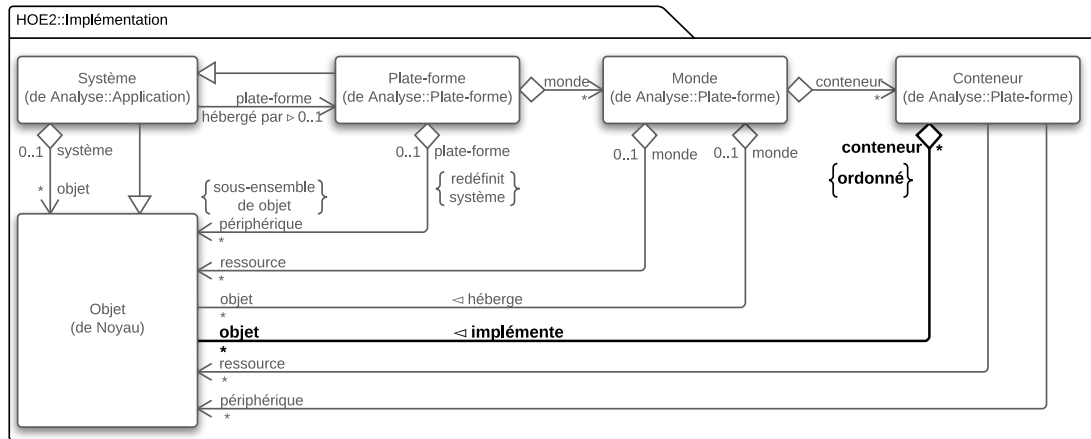 HOE2::Implémentation
Système
(de Analyse::Application)
Plate-forme
(de Analyse::Plate-forme)
Monde
(de Analyse::Plate-forme)
Conteneur
(de Analyse::Plate-forme)
plate-forme
hébergé par ▹ 0..1
monde
*
conteneur
*
0..1 système
* objet
0..1 plate-forme
{redéfinit
système}
{sous-ensemble
de objet}
périphérique
*
0..1 monde
0..1 monde
conteneur *
{ordonné}
ressource
*
objet
*
◃ héberge
objet
*
◃ implémente
ressource
*
périphérique
*
Objet
(de Noyau)